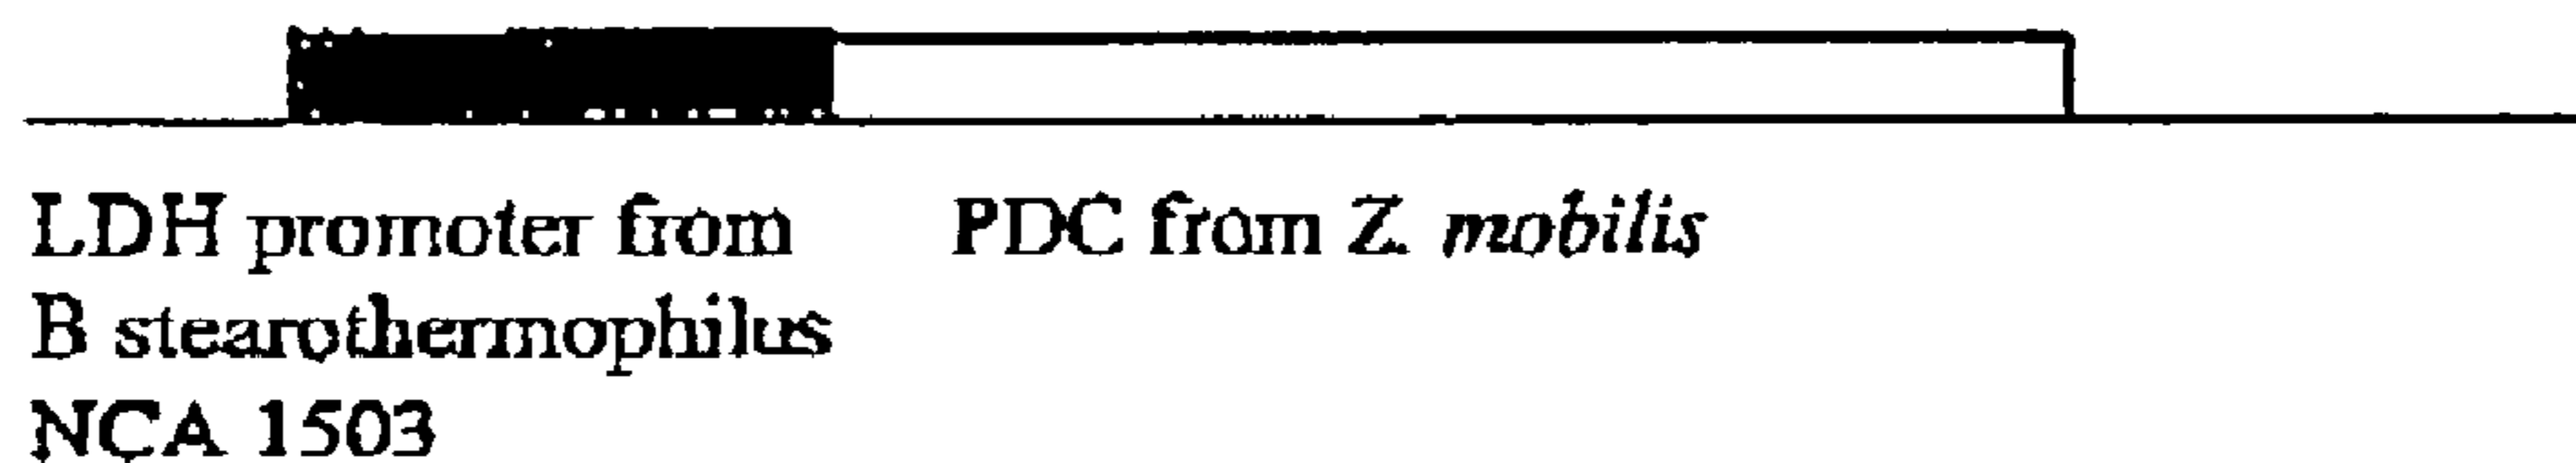 LDH promoter from
B stearothermophilus
NCA 1503
PDC from Z. mobilis